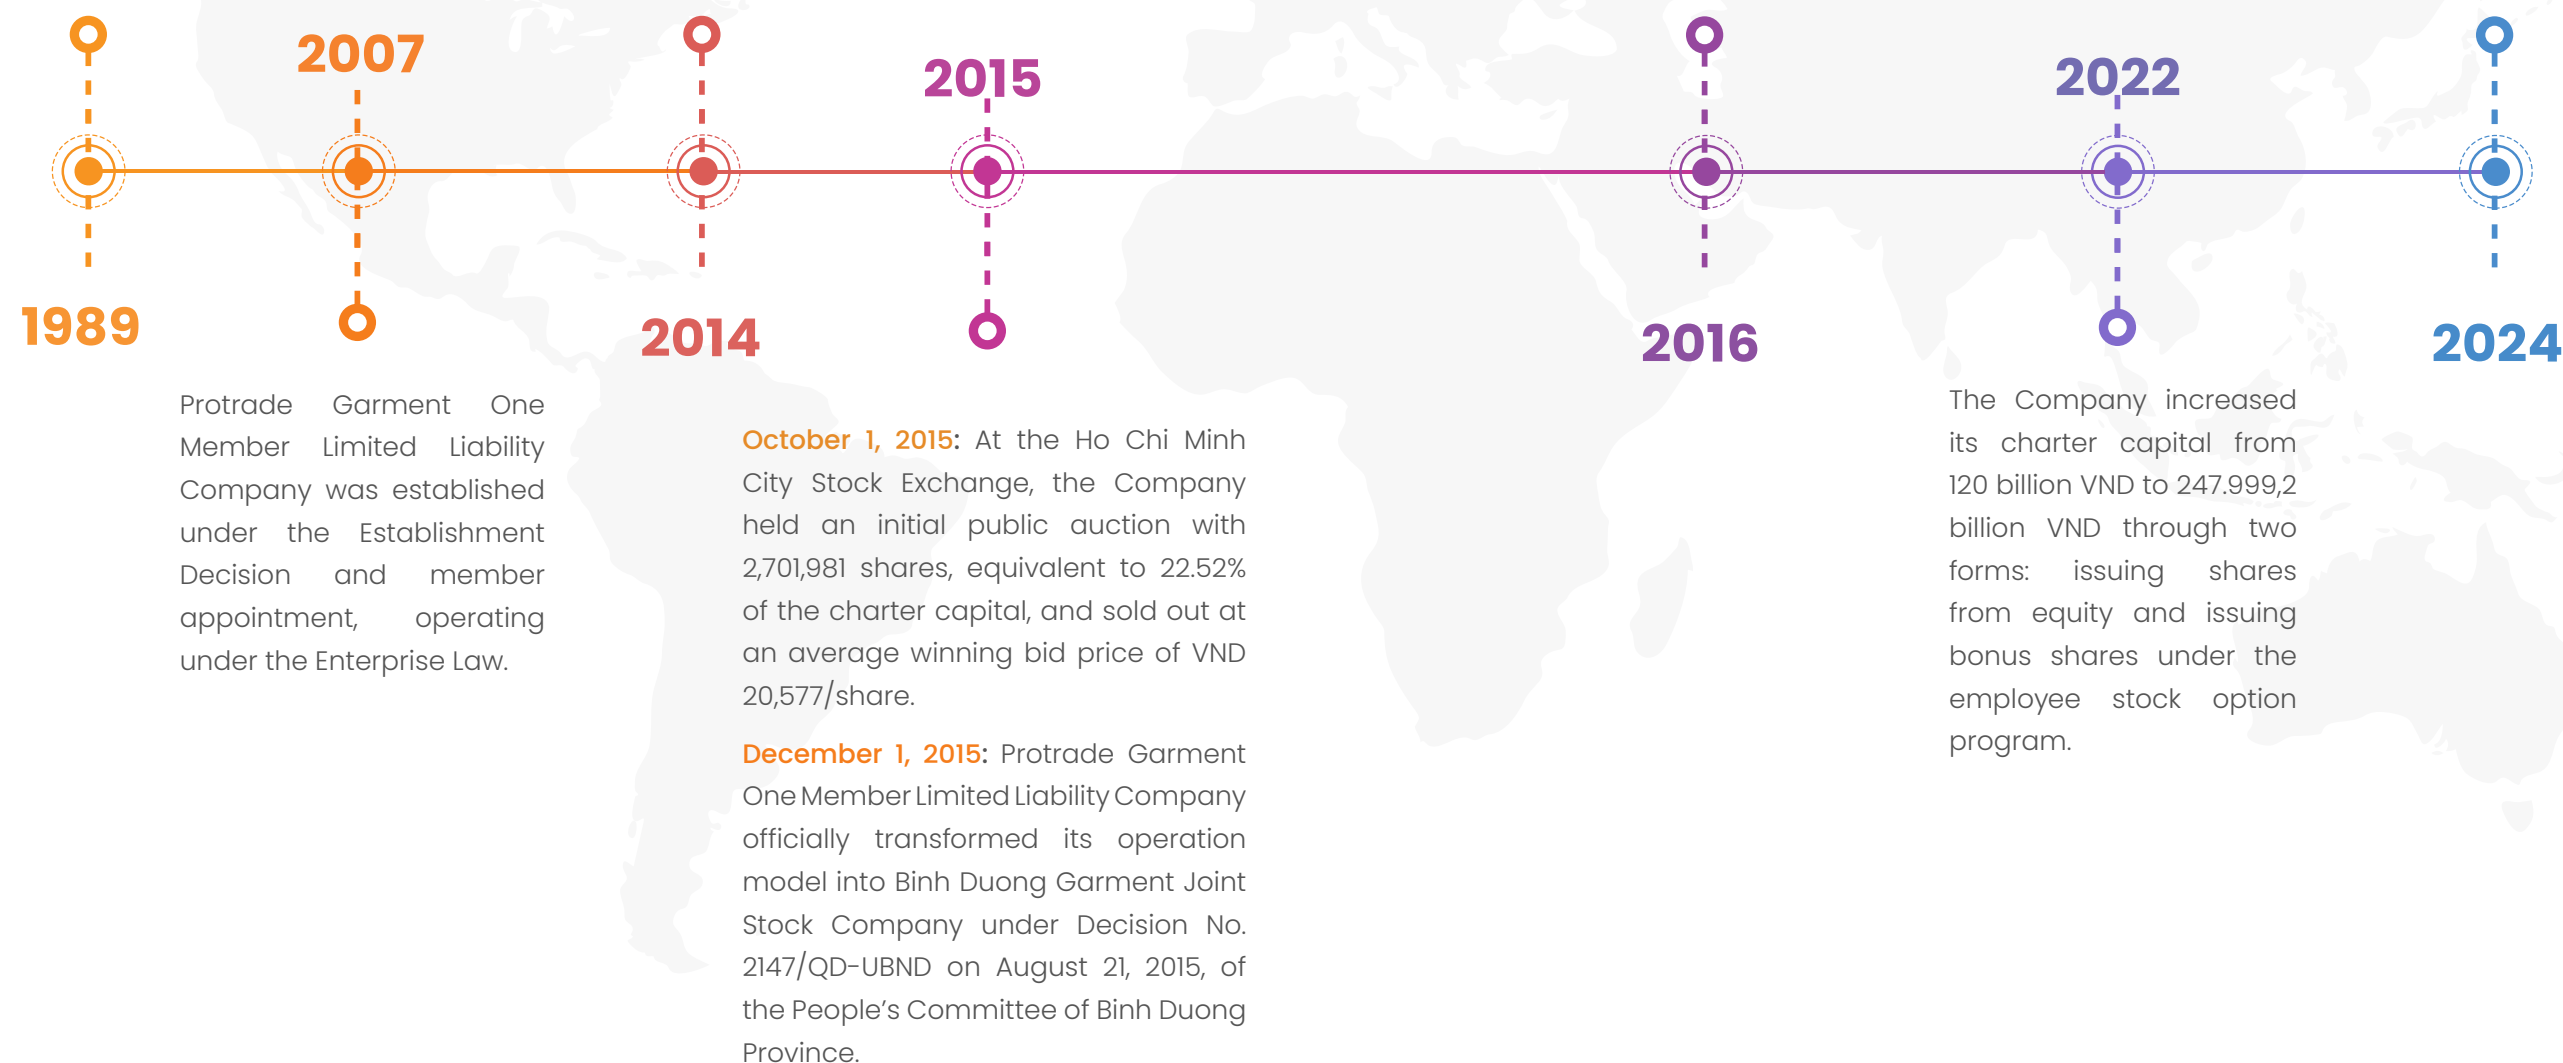 2007
2015
2022
1989
2014
2016
2024
Protrade Garment One
Member Limited Liability
Company was established
under the Establishment
Decision and member
appointment, operating
under the Enterprise Law.
October 1, 2015: At the Ho Chi Minh
City Stock Exchange, the Company
held an initial public auction with
2,701,981 shares, equivalent to 22.52%
of the charter capital, and sold out at
an average winning bid price of VND
20,577/share.
December 1, 2015: Protrade Garment
One Member Limited Liability Company
officially transformed its operation
model into Binh Duong Garment Joint
Stock Company under Decision No.
2147/QD-UBND on August 21, 2015, of
the People's Committee of Binh Duong
Province.
The Company increased
its charter capital from
120 billion VND to 247.999,2
billion VND through two
forms: issuing shares
from equity and issuing
bonus shares under the
employee stock option
program.